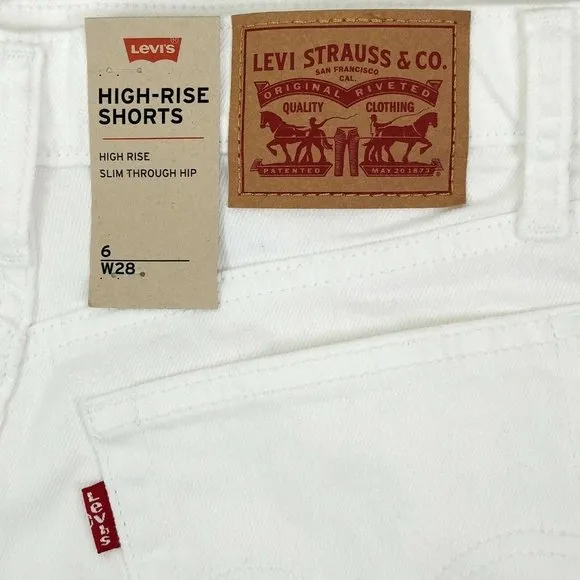 LEVI'S
HIGH-RISE
SHORTS
HIGH RISE
SLIM THROUGH HIP
6
W28
LEVI STRAUSS & CO.
SAN FRANCISCO
CAL.
ORIGINAL RIVETED
QUALITY CLOTHING
PATENTED MAY 20 1873
LeVi's